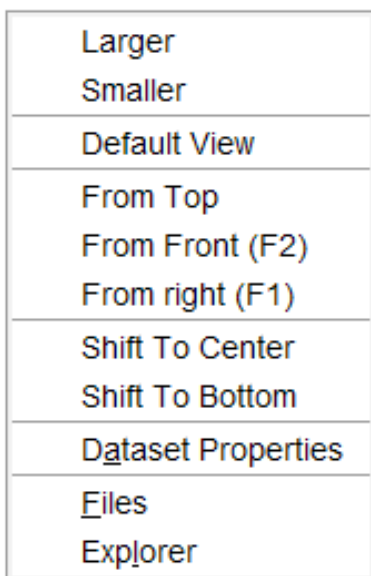 Larger
Smaller
Default View
From Top
From Front (F2)
From right (F1)
Shift To Center
Shift To Bottom
Dataset Properties
Files
Explorer